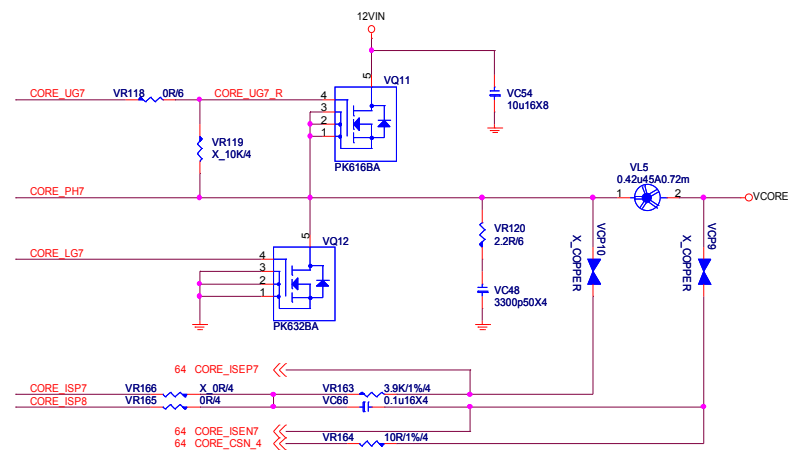 12VIN
5
VQ11
CORE_UG7 VR118 0R/6 CORE_UG7_R
4
3
2
1
VC54
10u16X8
VR119
X_10K/4
PK616BA
VL5
0.42u45A0.72m
CORE_PH7
1 2
VCORE
5
VQ12
VR120
2.2R/6
VCP10
X_COPPER
VCP9
X_COPPER
CORE_LG7
4
3
2
1
VC48
3300p50X4
PK632BA
64 CORE_ISEP7
CORE_ISP7 VR166 X_0R/4 VR163 3.9K/1%/4
CORE_ISP8 VR165 0R/4 VC66 0.1u16X4
64 CORE_ISEN7
64 CORE_CSN_4 VR164 10R/1%/4